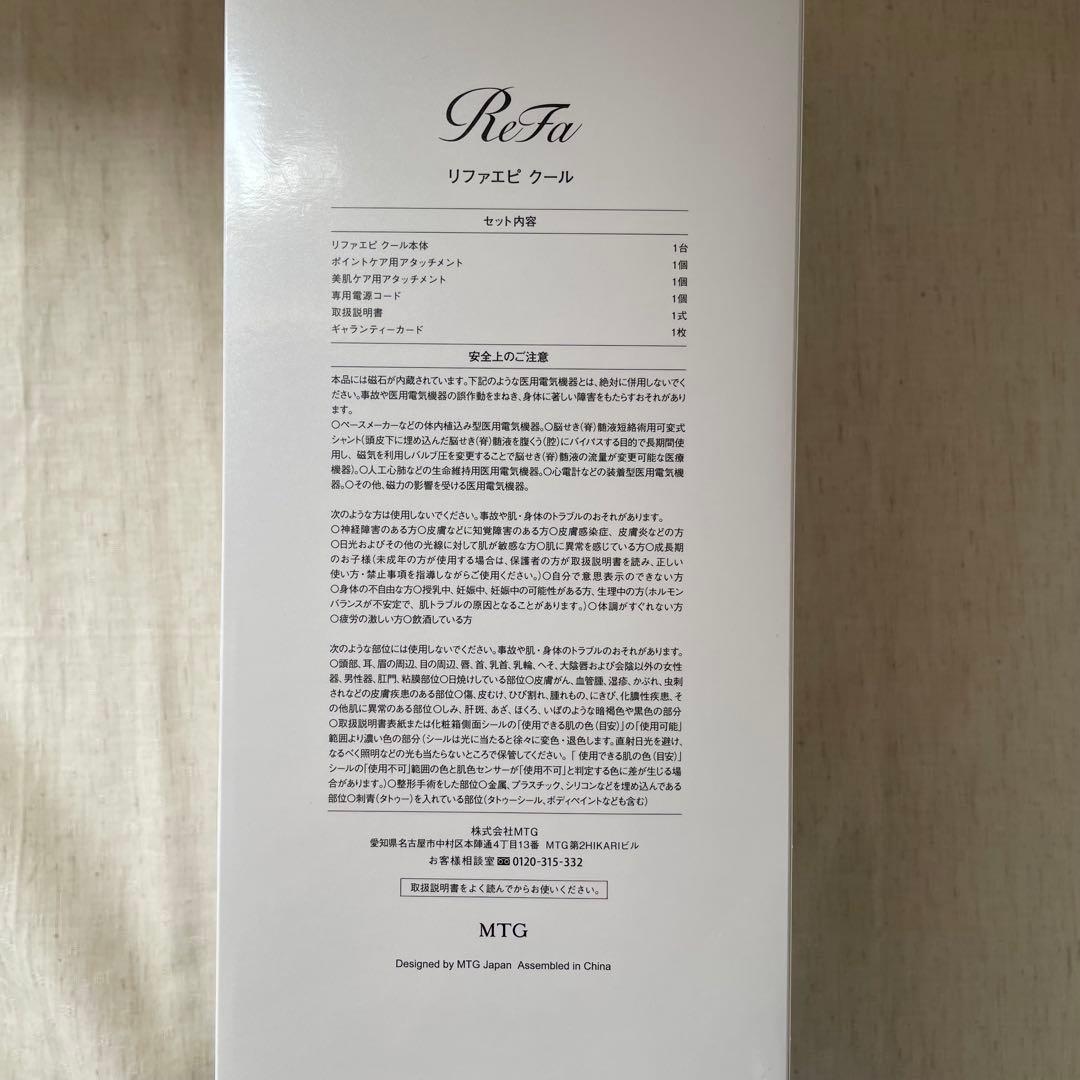 ReFa
リファエピ クール
セット内容
リファエピ クール本体 1台
ポイントケア用アタッチメント 1個
美肌ケア用アタッチメント 1個
専用電源コード 1個
取扱説明書 1式
ギャランティーカード 1枚
安全上のご注意
本品には磁石が内蔵されています。下記のような医用電気機器とは、絶対に併用しないでく
ださい。事故や医用電気機器の誤作動をまねき、身体に著しい障害をもたらすおそれがあり
ます。
○ペースメーカーなどの体内植込み型医用電気機器。○脳せき(脊)髄液短絡術用可変式
シャント(頭皮下に埋め込んだ脳せき(脊)髄液を腹くう(腔)にバイパスする目的で長期間使
用し、磁気を利用しバルブ圧を変更することで脳せき(脊)髄液の流量が変更可能な医療
機器)。○人工心肺などの生命維持用医用電気機器。○心電計などの装着型医用電気機
器。○その他、磁力の影響を受ける医用電気機器。
次のような方は使用しないでください。事故や肌・身体のトラブルのおそれがあります。
○神経障害のある方○皮膚などに知覚障害のある方○皮膚感染症、皮膚炎などの方
○日光およびその他の光線に対して肌が敏感な方○肌に異常を感じている方○成長期
のお子様(未成年の方が使用する場合は、保護者の方が取扱説明書を読み、正しい
使い方・禁止事項を指導しながらご使用ください。)○自分で意思表示のできない方
○身体の不自由な方○授乳中、妊娠中、妊娠中の可能性がある方、生理中の方(ホルモン
バランスが不安定で、肌トラブルの原因となることがあります。)○体調がすぐれない方
○疲労の激しい方○飲酒している方
次のような部位には使用しないでください。事故や肌・身体のトラブルのおそれがあります。
○頭部、耳、眉の周辺、目の周辺、唇、首、乳首、乳輪、へそ、大陰唇および会陰以外の女性
器、男性器、肛門、粘膜部位○日焼けしている部位○皮膚がん、血管腫、湿疹、かぶれ、虫刺
されなどの皮膚疾患のある部位○傷、皮むけ、ひび割れ、腫れもの、にきび、化膿性疾患、そ
の他肌に異常のある部位○しみ、肝斑、あざ、ほくろ、いぼのような暗褐色や黒色の部分
○取扱説明書表紙または化粧箱側面シールの「使用できる肌の色(目安)」の「使用可能」
範囲より濃い色の部分(シールは光に当たると徐々に変色・退色します。直射日光を避け、
なるべく照明などの光も当たらないところで保管してください。「使用できる肌の色(目安)」
シールの「使用不可」範囲の色と肌色センサーが「使用不可」と判定する色に差が生じる場
合があります。)○整形手術をした部位○金属、プラスチック、シリコンなどを埋め込んである
部位○刺青(タトゥー)を入れている部位(タトゥーシール、ボディペイントなども含む)
株式会社MTG
愛知県名古屋市中村区本陣通4丁目13番 MTG第2HIKARIビル
お客様相談室 0120-315-332
取扱説明書をよく読んでからお使いください。
MTG
Designed by MTG Japan Assembled in China